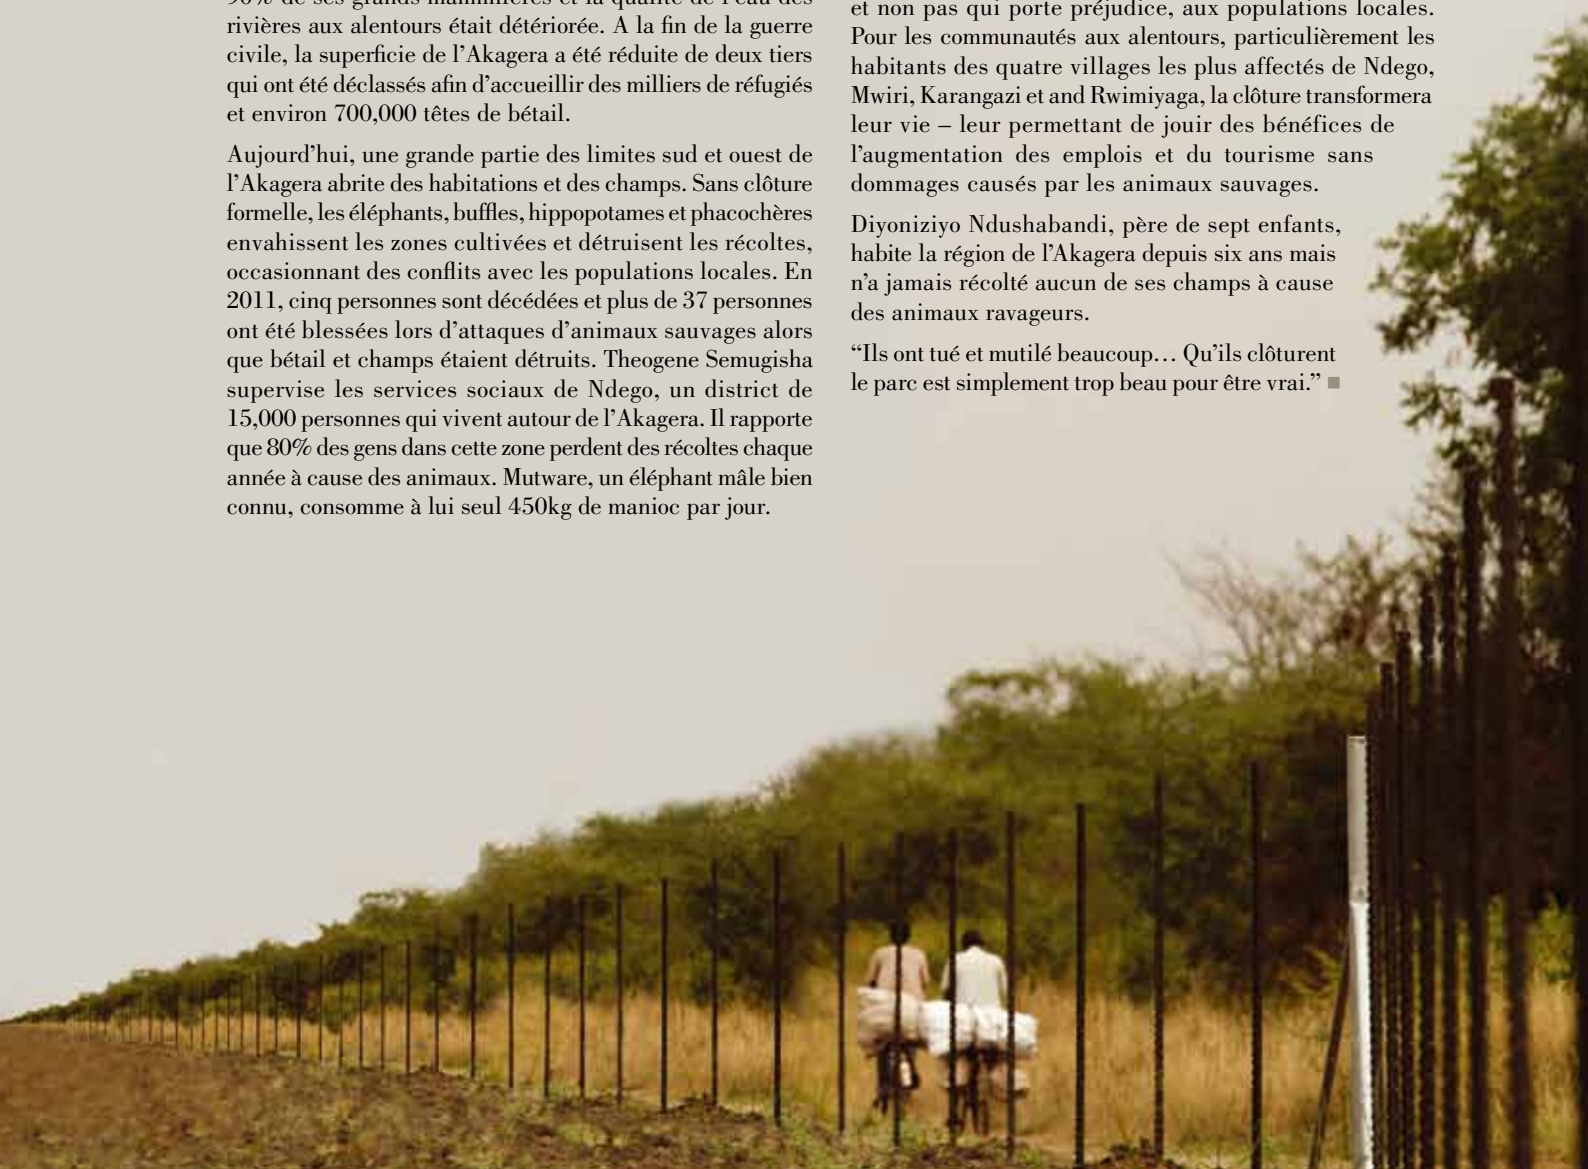 90% de ses grands mammifères et la qualité de l'eau des
rivières aux alentours était détériorée. A la fin de la guerre
civile, la superficie de l'Akagera a été réduite de deux tiers
qui ont été déclassés afin d'accueillir des milliers de réfugiés
et environ 700,000 têtes de bétail.
Aujourd'hui, une grande partie des limites sud et ouest de
l'Akagera abrite des habitations et des champs. Sans clôture
formelle, les éléphants, buffles, hippopotames et phacochères
envahissent les zones cultivées et détruisent les récoltes,
occasionnant des conflits avec les populations locales. En
2011, cinq personnes sont décédées et plus de 37 personnes
ont été blessées lors d'attaques d'animaux sauvages alors
que bétail et champs étaient détruits. Theogene Semugisha
supervise les services sociaux de Ndego, un district de
15,000 personnes qui vivent autour de l'Akagera. Il rapporte
que 80% des gens dans cette zone perdent des récoltes chaque
année à cause des animaux. Mutware, un éléphant mâle bien
connu, consomme à lui seul 450kg de manioc par jour.
et non pas qui porte préjudice, aux populations locales.
Pour les communautés aux alentours, particulièrement les
habitants des quatre villages les plus affectés de Ndego,
Mwiri, Karangazi et and Rwimiyaga, la clôture transformera
leur vie – leur permettant de jouir des bénéfices de
l'augmentation des emplois et du tourisme sans
dommages causés par les animaux sauvages.
Diyoniziyo Ndushabandi, père de sept enfants,
habite la région de l'Akagera depuis six ans mais
n'a jamais récolté aucun de ses champs à cause
des animaux ravageurs.
“Ils ont tué et mutilé beaucoup… Qu'ils clôturent
le parc est simplement trop beau pour être vrai.” ■